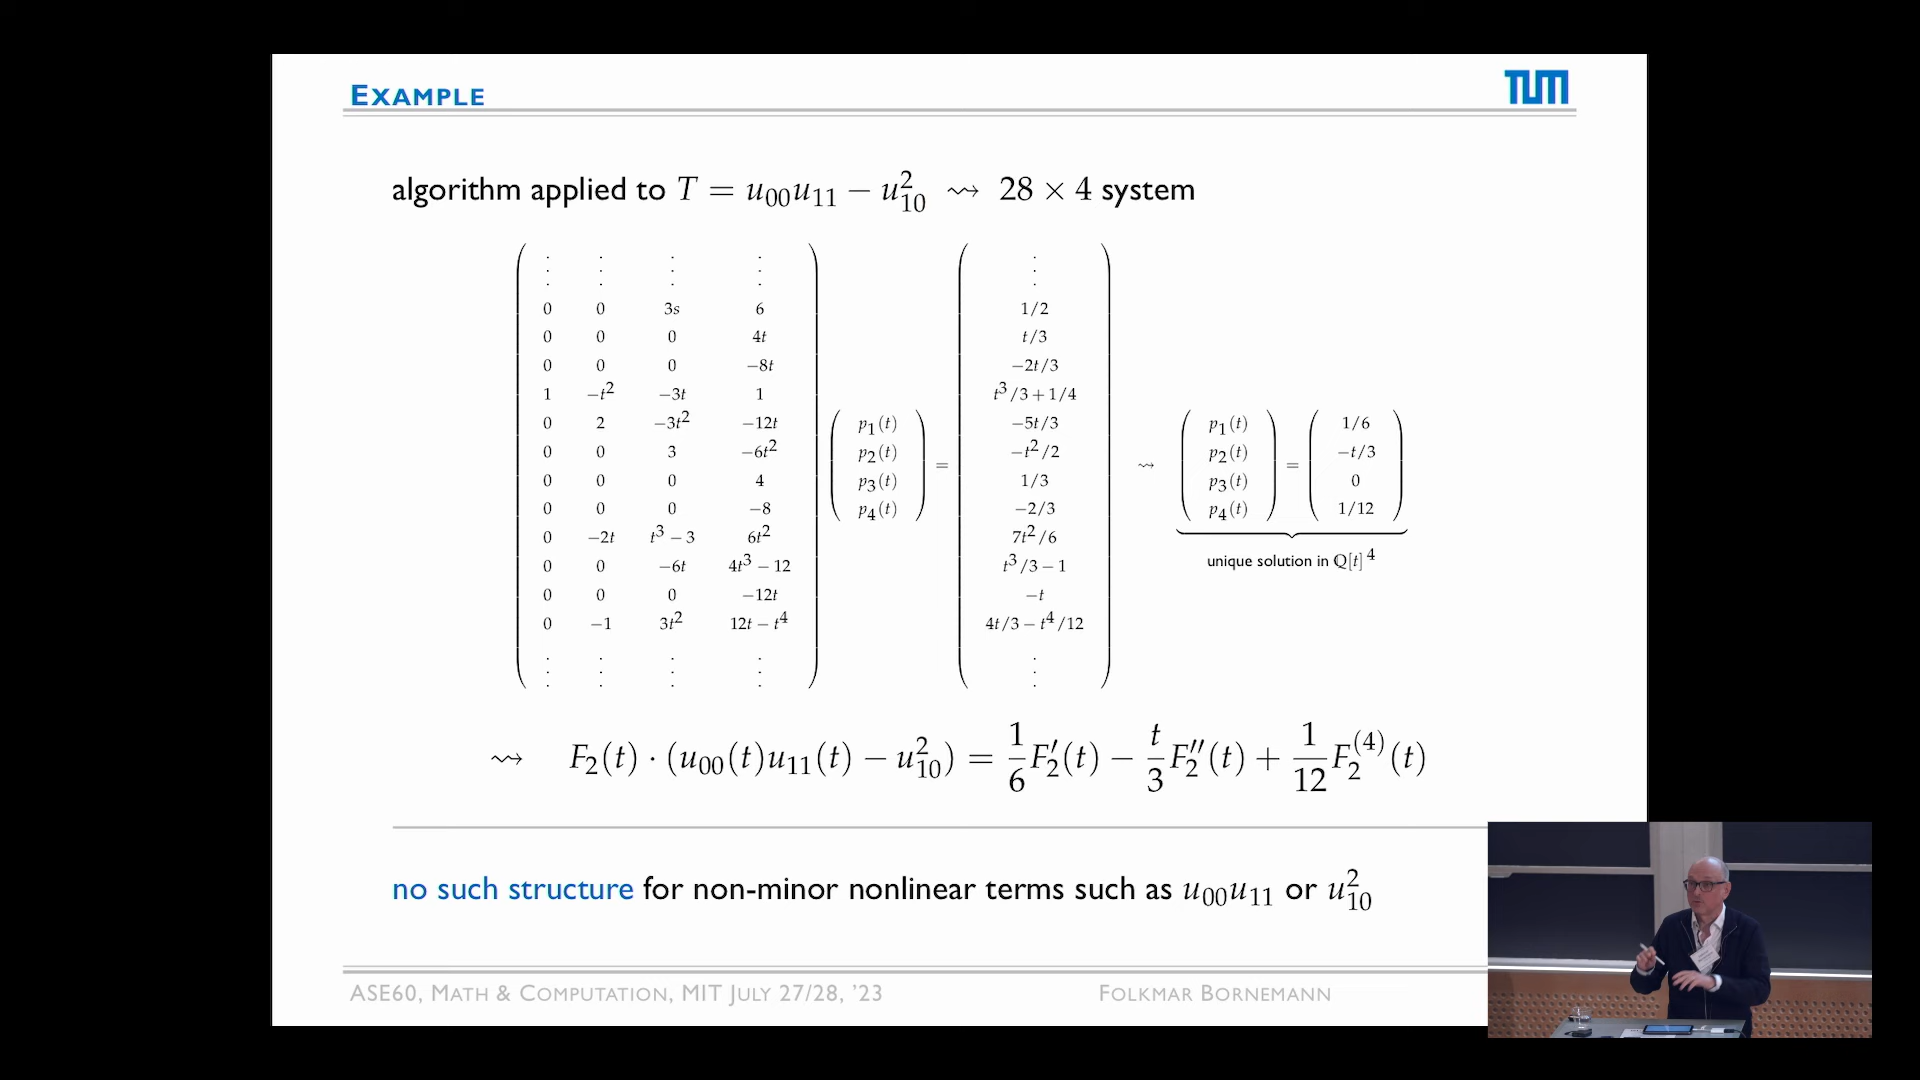 EXAMPLE
TUM
algorithm applied to T = u₀₀u₁₁ − u₁₀² ⇝ 28 × 4 system
⋮ ⋮ ⋮ ⋮ ⋮
0 0 3s 6 1/2
0 0 0 4t t/3
0 0 0 −8t −2t/3
1 −t² −3t 1 t³/3 + 1/4
0 2 −3t² −12t p₁(t) −5t/3 p₁(t) 1/6
0 0 3 −6t² p₂(t) −t²/2 p₂(t) −t/3
= ⇝ =
0 0 0 4 p₃(t) 1/3 p₃(t) 0
0 0 0 −8 p₄(t) −2/3 p₄(t) 1/12
0 −2t t³ − 3 6t² 7t²/6
unique solution in ℚ[t]⁴
0 0 −6t 4t³ − 12 t³/3 − 1
0 0 0 −12t −t
0 −1 3t² 12t − t⁴ 4t/3 − t⁴/12
⋮ ⋮ ⋮ ⋮ ⋮
⇝ F₂(t) · (u₀₀(t)u₁₁(t) − u₁₀²) = 1/6 F₂′(t) − t/3 F₂″(t) + 1/12 F₂⁽⁴⁾(t)
no such structure for non-minor nonlinear terms such as u₀₀u₁₁ or u₁₀²
ASE60, MATH & COMPUTATION, MIT JULY 27/28, ’23 FOLKMAR BORNEMANN